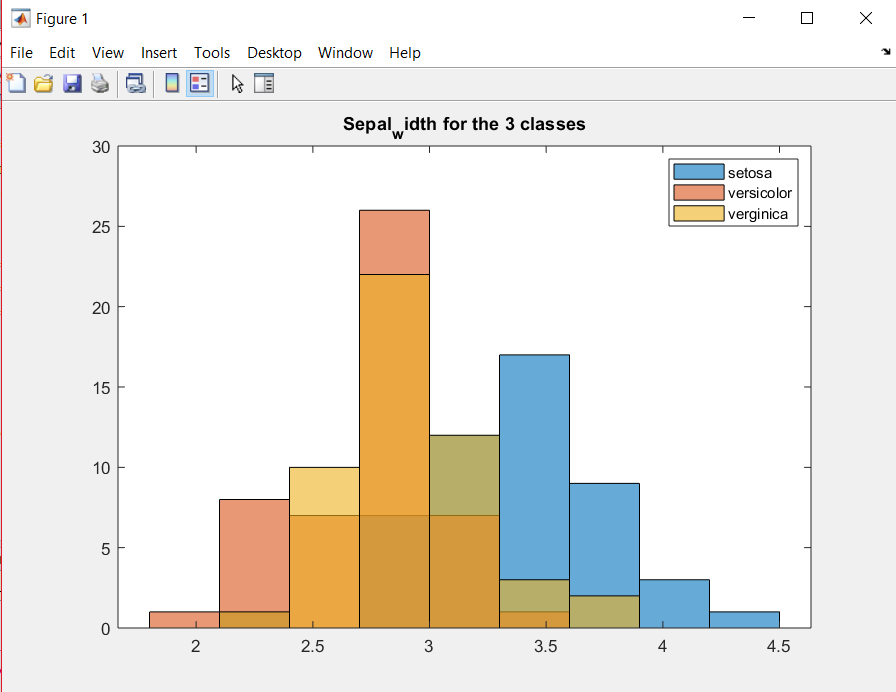 Figure 1
File Edit View Insert Tools Desktop Window Help
Sepal_width for the 3 classes
30
25
20
15
10
5
0
setosa
versicolor
verginica
2 2.5 3 3.5 4 4.5